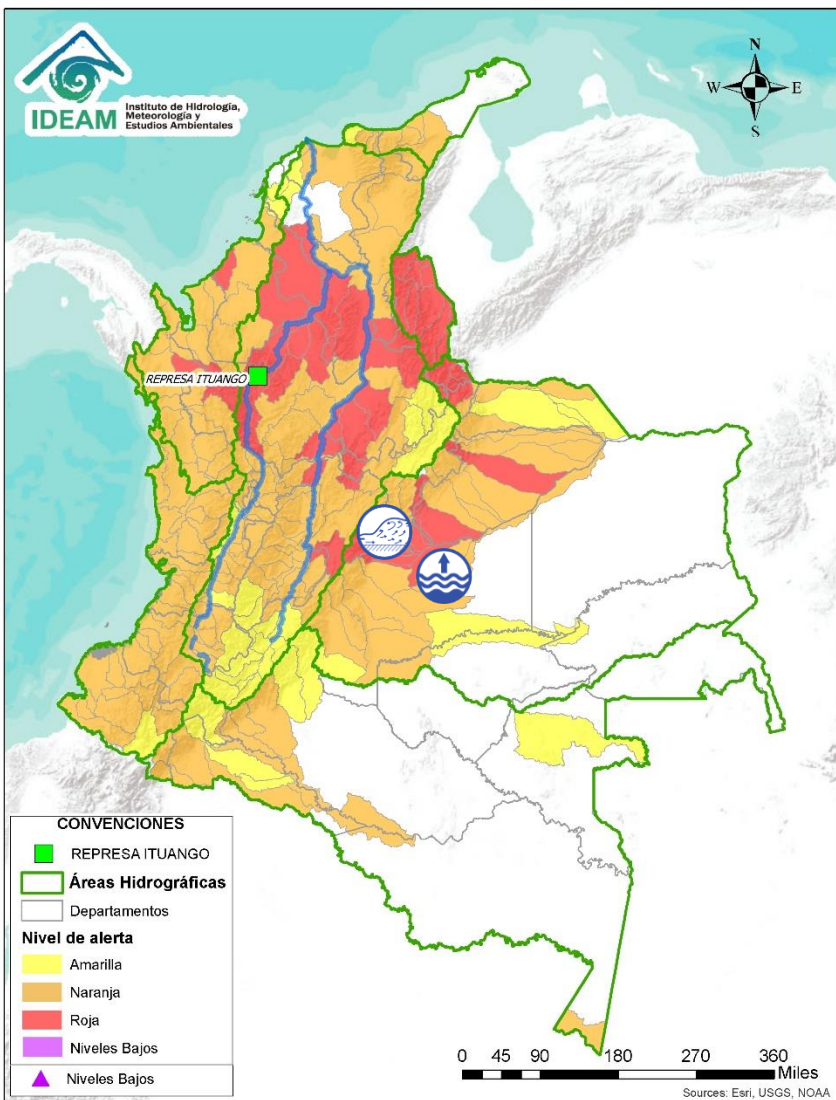 IDEAM
Instituto de Hidrología,
Meteorología y
Estudios Ambientales
N
W
E
S
REPRESA ITUANGO
CONVENCIONES
REPRESA ITUANGO
Áreas Hidrográficas
Departamentos
Nivel de alerta
Amarilla
Naranja
Roja
Niveles Bajos
Niveles Bajos
0 45 90 180 270 360
Miles
Sources: Esri, USGS, NOAA